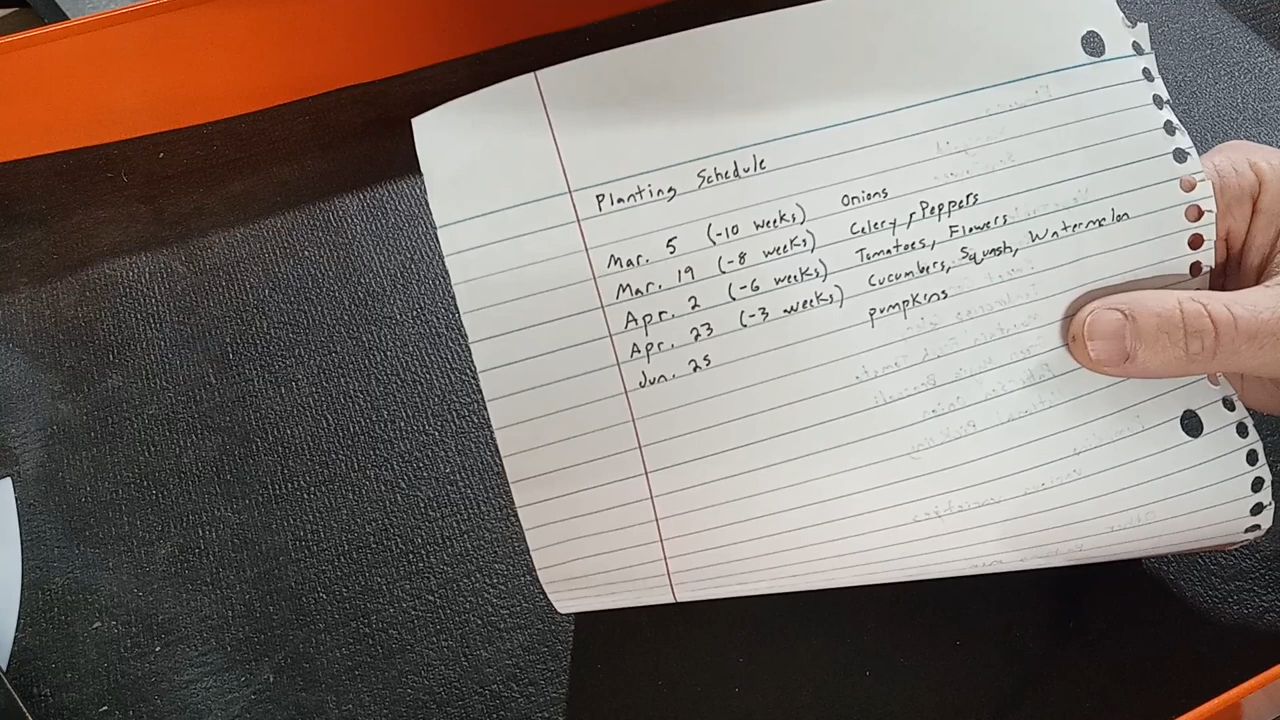 Planting Schedule
Mar. 5 (-10 weeks) Onions
Mar. 19 (-8 weeks) Celery, Peppers
Apr. 2 (-6 weeks) Tomatoes, Flowers
Apr. 23 (-3 weeks) Cucumbers, Squash, Watermelon
Jun. 25 pumpkins